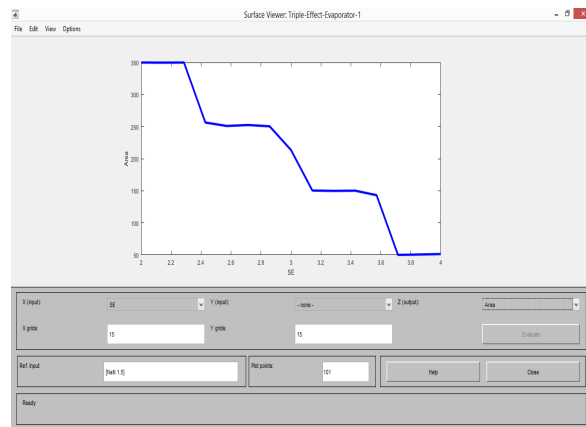 Surface Viewer: Triple-Effect-Evaporator-1
File Edit View Options
350
300
250
200
150
100
50
Area
2 2.2 2.4 2.6 2.8 3 3.2 3.4 3.6 3.8 4
SE
X (input): SE Y (input): - none - Z (output): Area
X grids: 15 Y grids: 15 Evaluate
Ref. Input: [NaN 1.5] Plot points: 101 Help Close
Ready